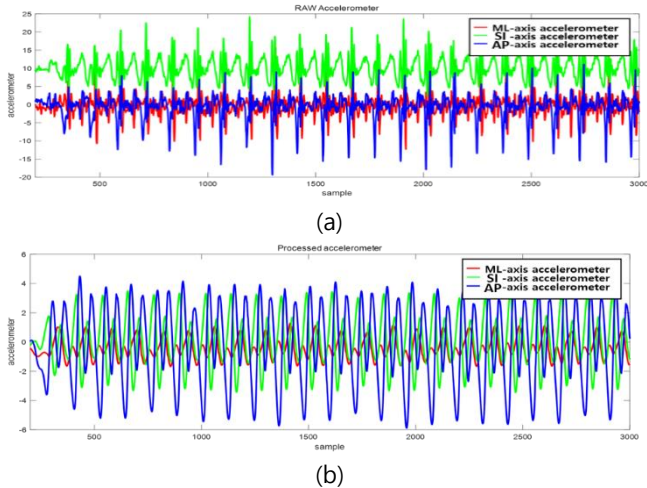 RAW Accelerometer
25
20
15
10
5
0
-5
-10
-15
-20
accelerometer
ML-axis accelerometer
SI -axis accelerometer
AP-axis accelerometer
500 1000 1500 2000 2500 3000
sample
(a)
Processed accelerometer
6
4
2
0
-2
-4
-6
accelerometer
ML-axis accelerometer
SI -axis accelerometer
AP-axis accelerometer
500 1000 1500 2000 2500 3000
sample
(b)